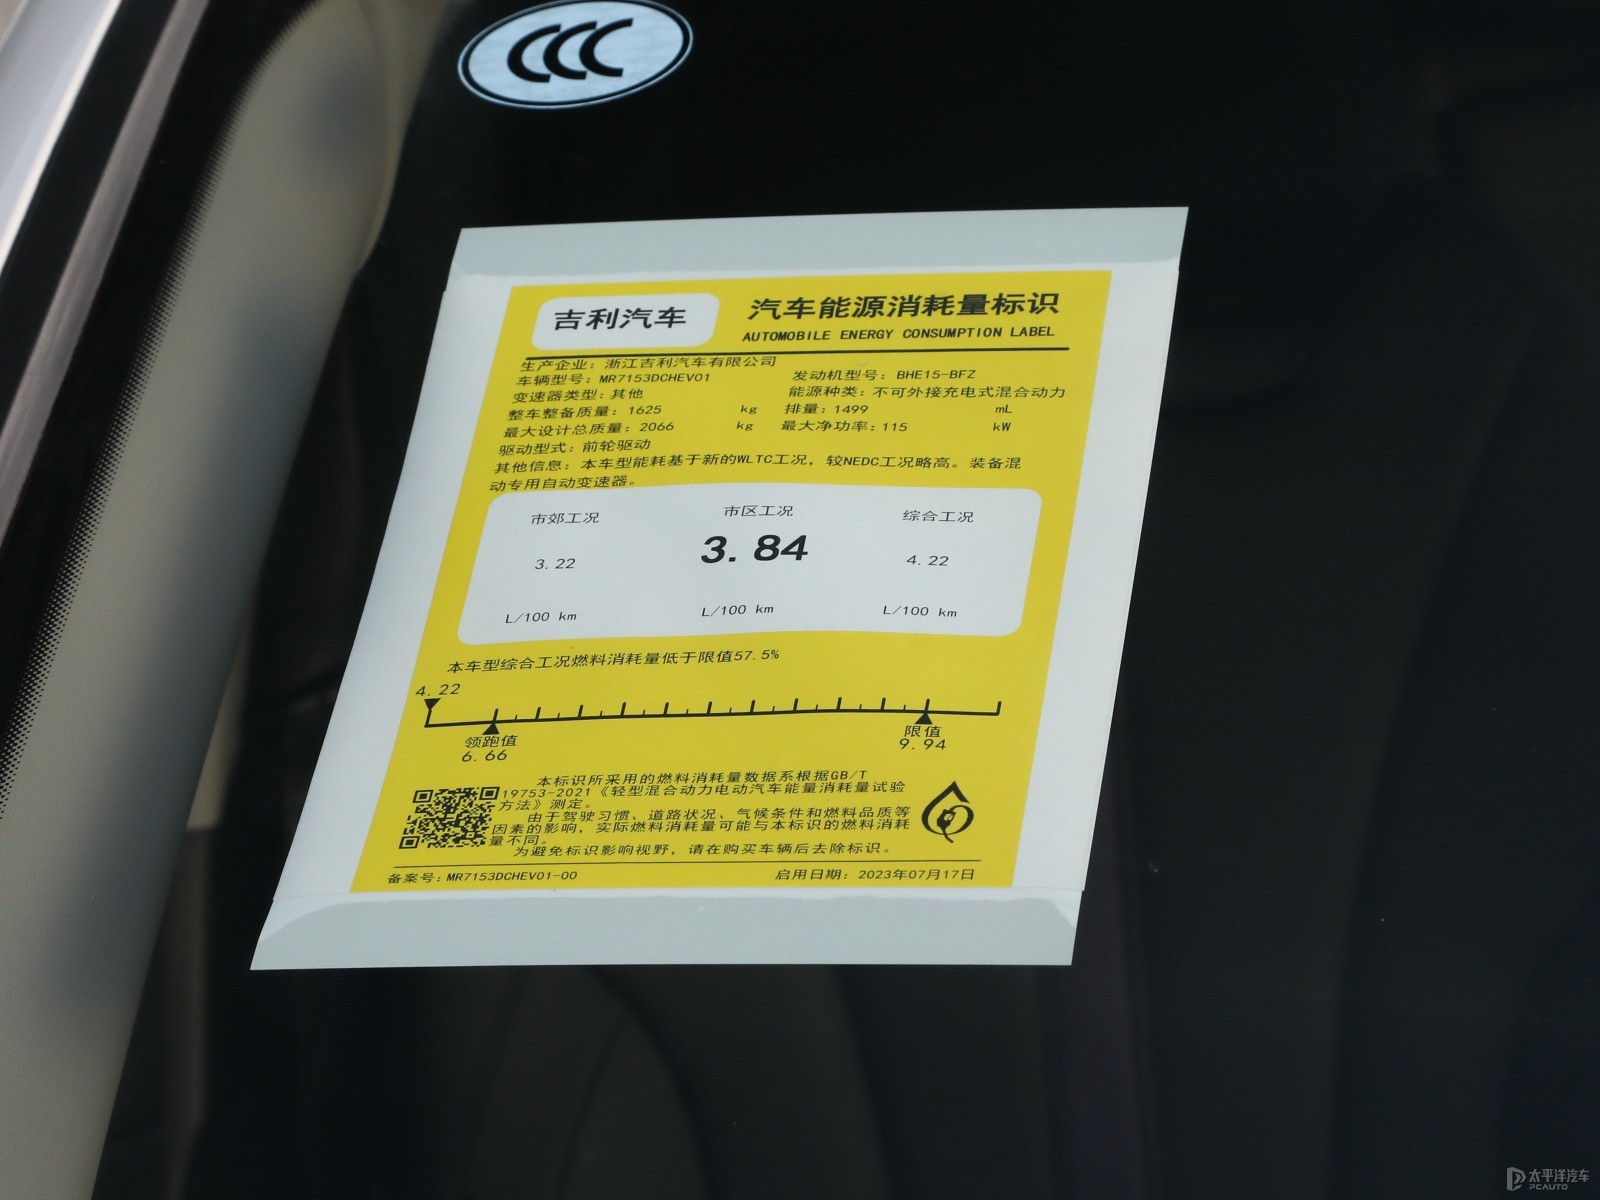 CCC
吉利汽车
汽车能源消耗量标识
AUTOMOBILE ENERGY CONSUMPTION LABEL
生产企业：浙江吉利汽车有限公司
车辆型号：MR7153DCHEV01
发动机型号：BHE15-BFZ
变速器类型：其他
能源种类：不可外接充电式混合动力
整车整备质量：1625 kg
排量：1499 mL
最大设计总质量：2066 kg
最大净功率：115 kW
驱动型式：前轮驱动
其他信息：本车型能耗基于新的WLTC工况，较NEDC工况略高。装备混
动专用自动变速器。
市郊工况 市区工况 综合工况
3.22 3.84 4.22
L/100 km L/100 km L/100 km
本车型综合工况燃料消耗量低于限值57.5%
4.22
领跑值 限值
6.66 9.94
本标识所采用的燃料消耗量数据系根据GB/T
19753-2021《轻型混合动力电动汽车能量消耗量试验
方法》测定。
由于驾驶习惯、道路状况、气候条件和燃料品质等
因素的影响，实际燃料消耗量可能与本标识的燃料消耗
量不同。
为避免标识影响视野，请在购买车辆后去除标识。
备案号：MR7153DCHEV01-00 启用日期：2023年07月17日
太平洋汽车
PCAUTO